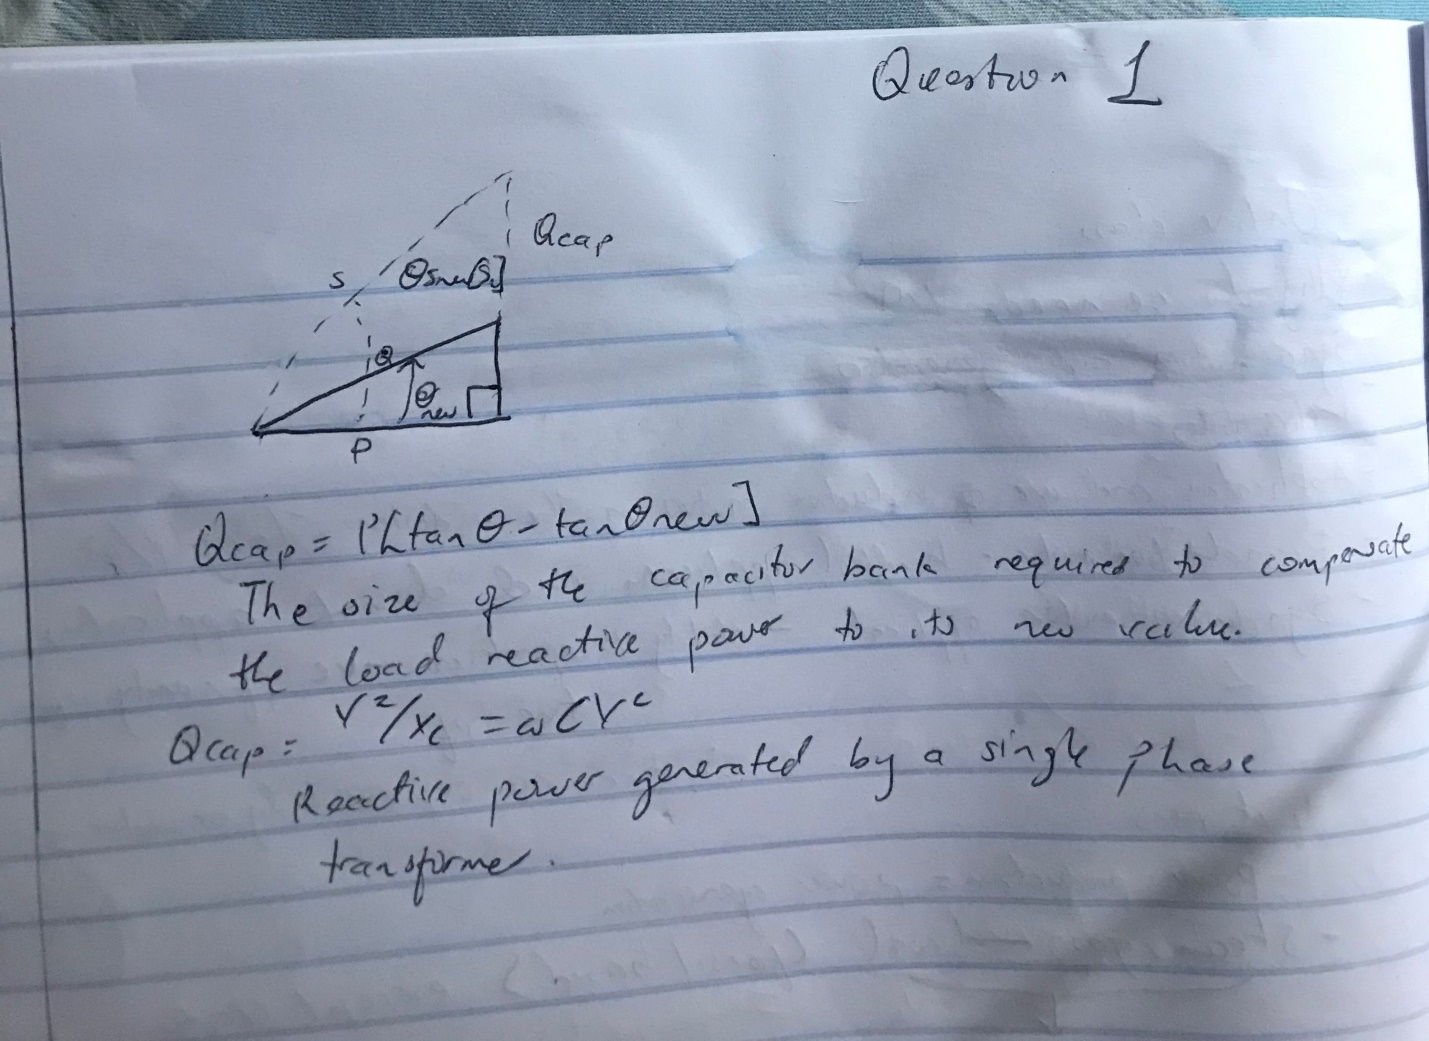 Question 1
Qcap
S
Q
θnew
P
Qcap = P[tanθ - tanθnew]
The size of the capacitor bank required to compensate
the load reactive power to its new value.
Qcap = V²/Xc = ωCV²
Reactive power generated by a single phase
transformer.